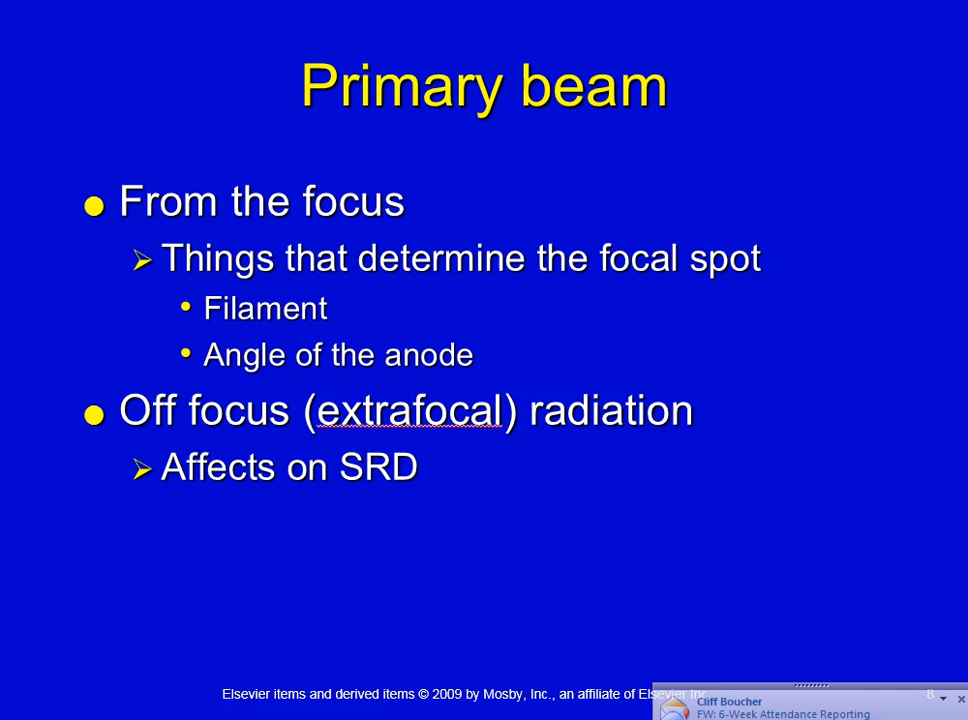 Primary beam
From the focus
Things that determine the focal spot
Filament
Angle of the anode
Off focus (extrafocal) radiation
Affects on SRD
Elsevier items and derived items © 2009 by Mosby, Inc., an affiliate of Elsevier Inc
8
Cliff Boucher
FW: 6-Week Attendance Reporting